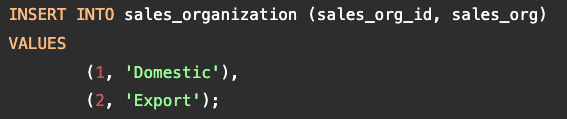 INSERT INTO sales_organization (sales_org_id, sales_org)
VALUES
(1, 'Domestic'),
(2, 'Export');